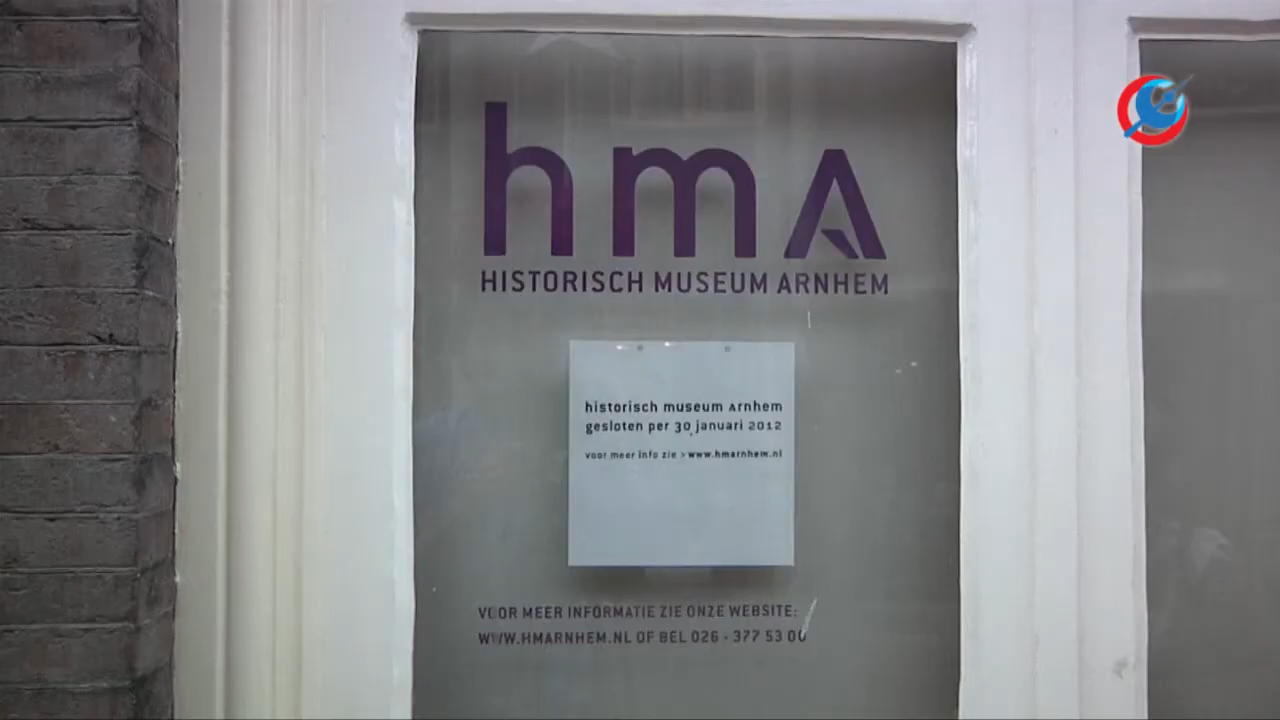 hmA
HISTORISCH MUSEUM ARNHEM
historisch museum Arnhem
gesloten per 30 januari 2012
voor meer info zie > www.hmarnhem.nl
VOOR MEER INFORMATIE ZIE ONZE WEBSITE:
WWW.HMARNHEM.NL OF BEL 026 - 377 53 00